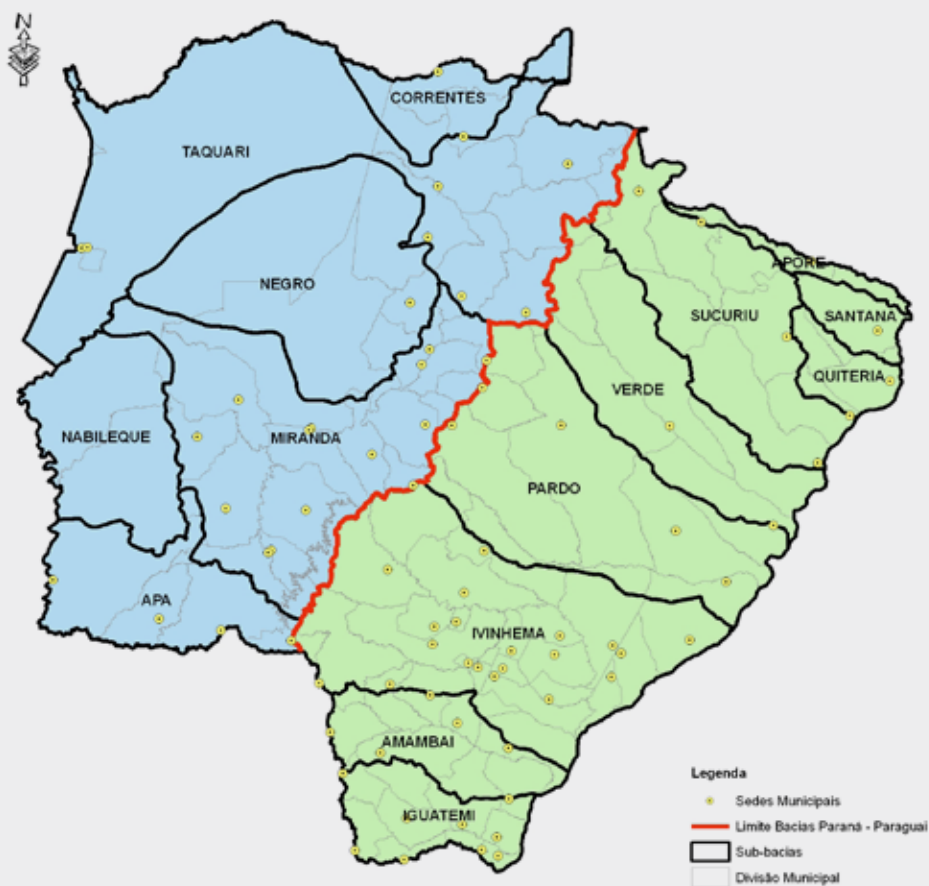 N
CORRENTES
TAQUARI
APORE
NEGRO
SUCURIU
SANTANA
QUITERIA
VERDE
NABILEQUE
MIRANDA
PARDO
APA
IVINHEMA
AMAMBAI
IGUATEMI
Legenda
Sedes Municipais
Limite Bacias Paraná - Paraguai
Sub-bacias
Divisão Municipal